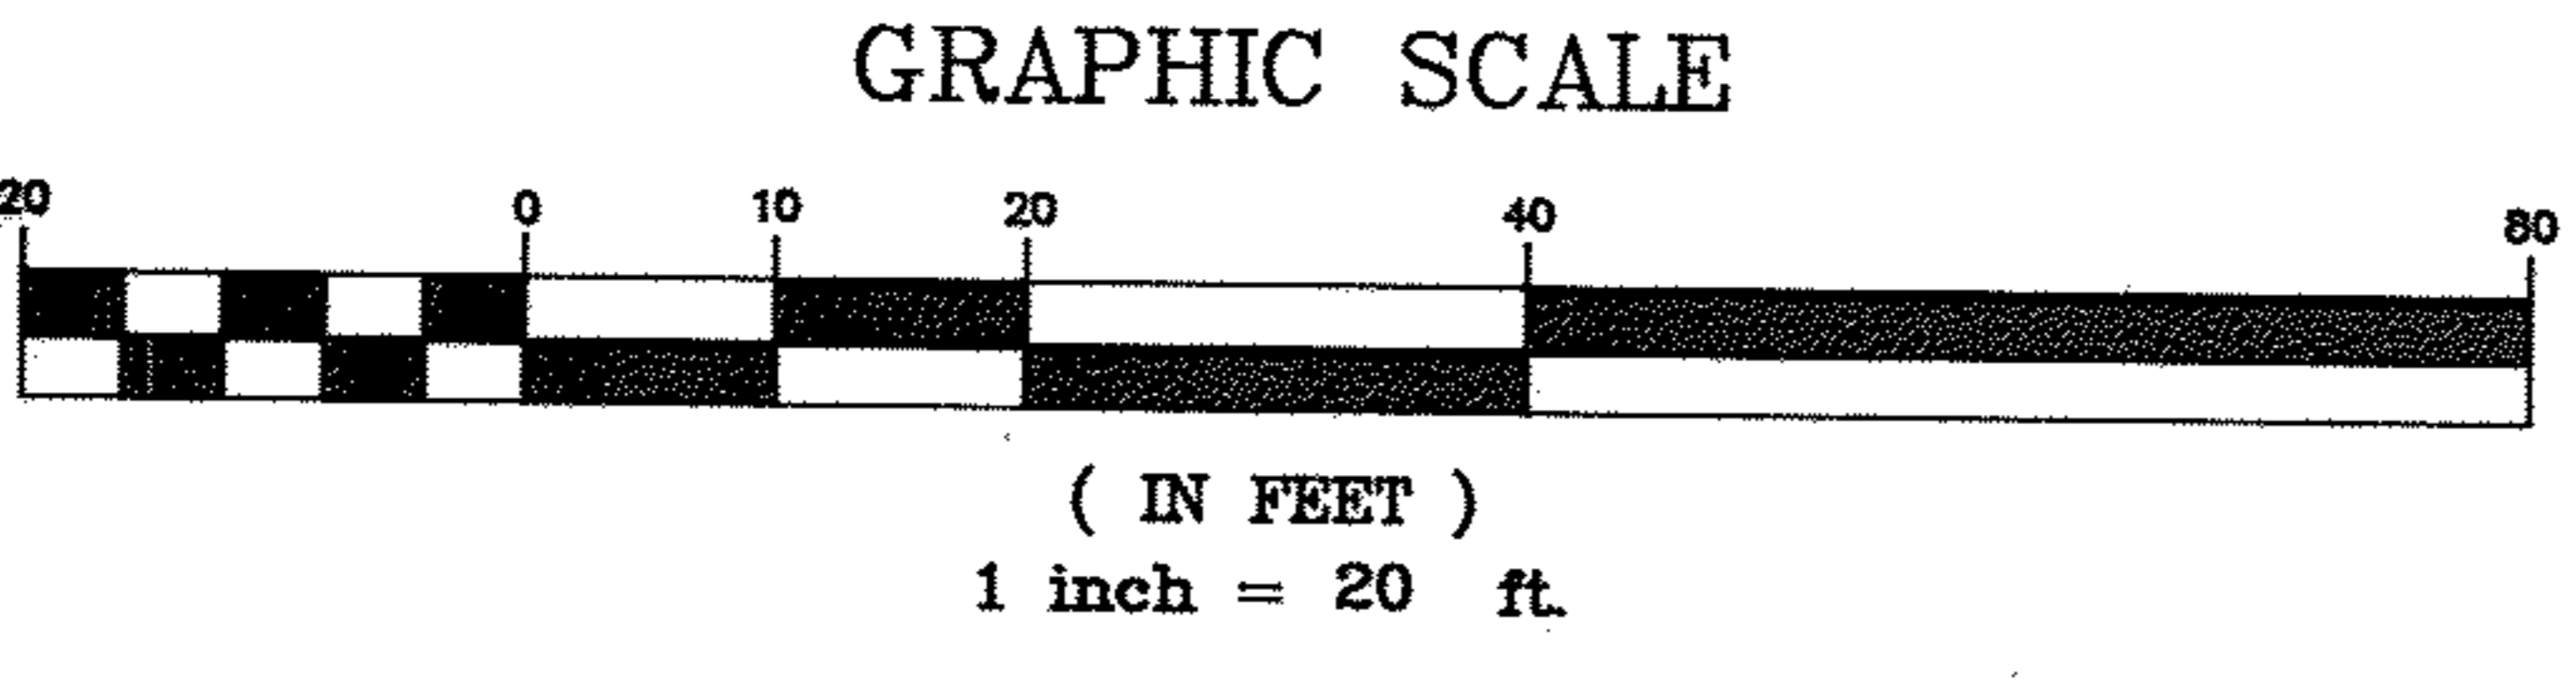 GRAPHIC SCALE
20 0 10 20 40 80
( IN FEET )
1 inch = 20 ft.